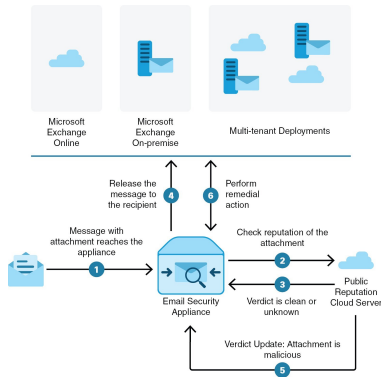 Microsoft
Exchange
Online
Microsoft
Exchange
On-premise
Multi-tenant Deployments
Release the
message to
the recipient
4
6
Perform
remedial
action
Message with
attachment reaches the
appliance
1
Check reputation of the
attachment
2
3
Verdict is clean or
unknown
Email Security
Appliance
Public
Reputation
Cloud Server
Verdict Update: Attachment is
malicious
5